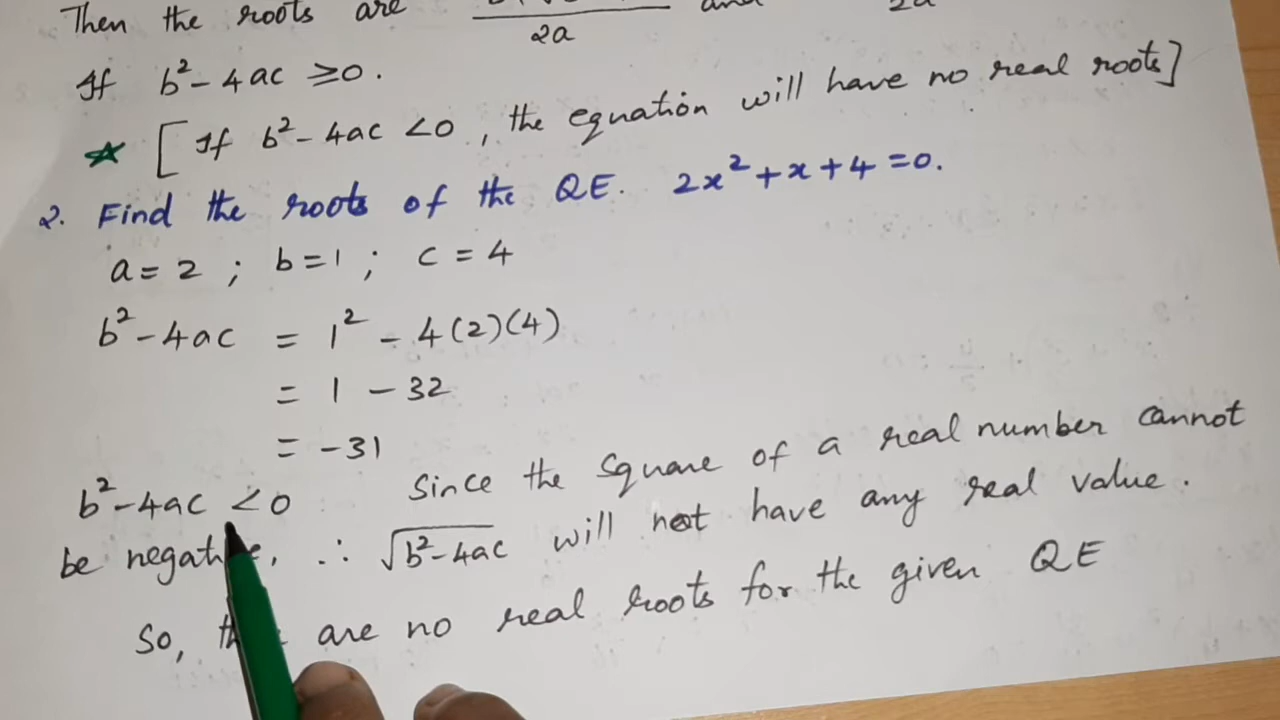 Then the roots are and
2a 2a
If b²-4ac ≥0.
☆ [If b²-4ac <0, the equation will have no real roots]
2. Find the roots of the QE. 2x²+x+4=0.
a=2 ; b=1 ; c=4
b²-4ac = 1² - 4(2)(4)
= 1 - 32
= -31
b²-4ac <0 Since the square of a real number cannot
be negative, ∴ √b²-4ac will not have any real value.
So, are no real roots for the given QE